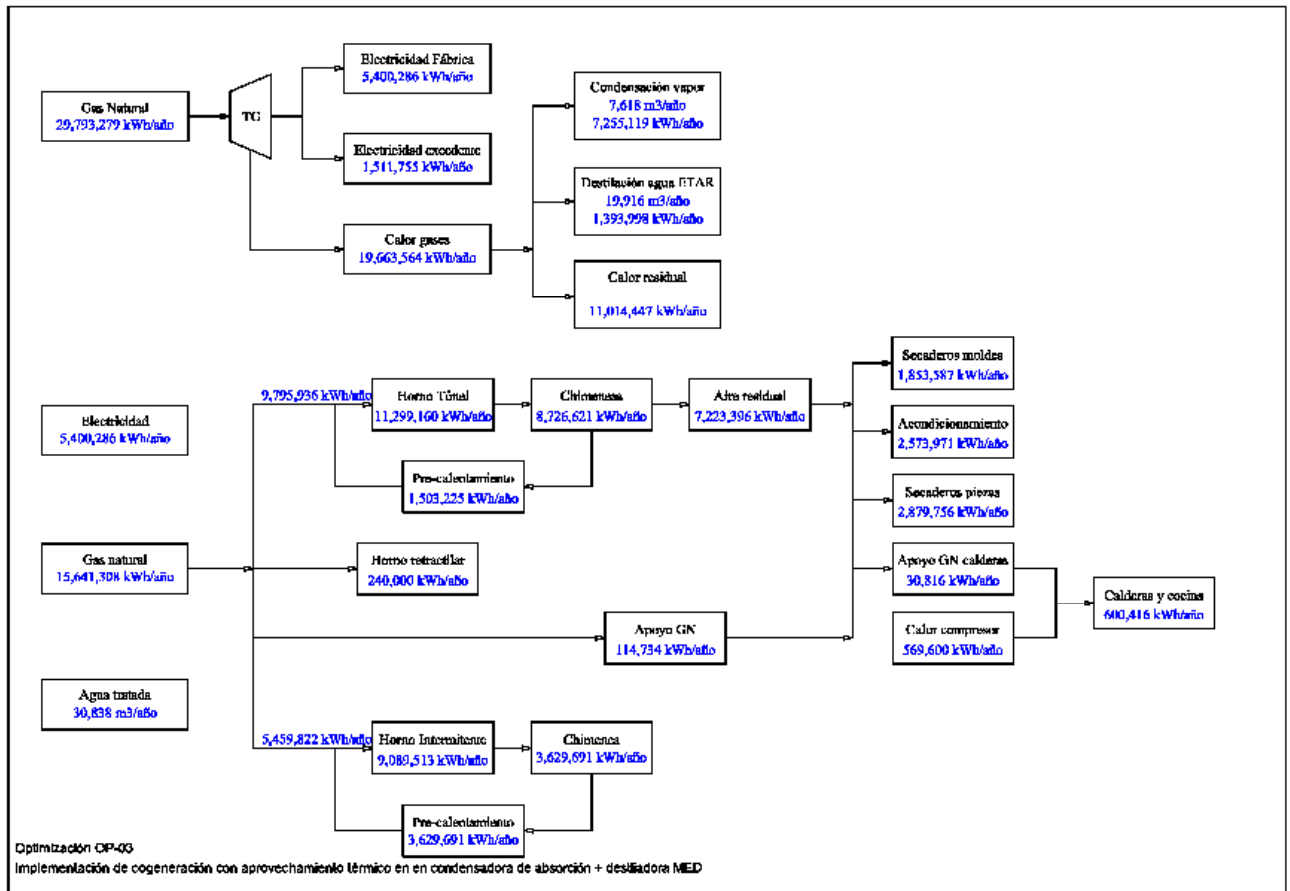 Electricidad Fábrica
5,400,286 kWh/año
Gas Natural
29,793,279 kWh/año
TG
Electricidad excedente
1,511,755 kWh/año
Calor gases
19,663,564 kWh/año
Condensación vapor
7,618 m3/año
7,255,119 kWh/año
Destilación agua ETAR
19,916 m3/año
1,393,998 kWh/año
Calor residual
11,014,447 kWh/año
Electricidad
5,400,286 kWh/año
Gas natural
15,641,308 kWh/año
Agua tratada
30,838 m3/año
9,795,936 kWh/año
Horno Túnel
11,299,160 kWh/año
Chimeneas
8,726,621 kWh/año
Aire residual
7,223,396 kWh/año
Pre-calentamiento
1,503,225 kWh/año
Horno retractilar
240,000 kWh/año
Apoyo GN
114,734 kWh/año
Secaderos moldes
1,853,587 kWh/año
Acondicionamiento
2,573,971 kWh/año
Secaderos piezas
2,879,756 kWh/año
Apoyo GN calderas
30,816 kWh/año
Calor compresor
569,600 kWh/año
Calderas y cocina
600,416 kWh/año
5,459,822 kWh/año
Horno Intermitente
9,089,513 kWh/año
Chimenea
3,629,691 kWh/año
Pre-calentamiento
3,629,691 kWh/año
Optimización OP-03
Implementación de cogeneración con aprovechamiento térmico en en condensadora de absorción + destiladora MED